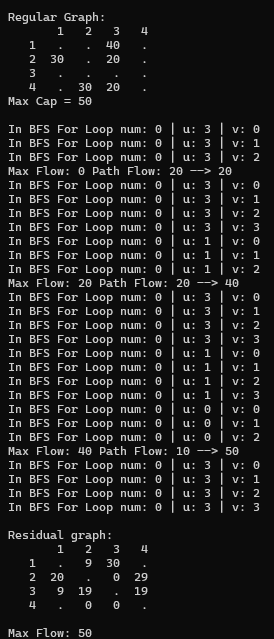 Regular Graph:
       1   2   3   4
   1   .   .  40   .
   2  30   .  20   .
   3   .   .   .   .
   4   .  30  20   .
Max Cap = 50
In BFS For Loop num: 0 | u: 3 | v: 0
In BFS For Loop num: 0 | u: 3 | v: 1
In BFS For Loop num: 0 | u: 3 | v: 2
Max Flow: 0 Path Flow: 20 --> 20
In BFS For Loop num: 0 | u: 3 | v: 0
In BFS For Loop num: 0 | u: 3 | v: 1
In BFS For Loop num: 0 | u: 3 | v: 2
In BFS For Loop num: 0 | u: 3 | v: 3
In BFS For Loop num: 0 | u: 1 | v: 0
In BFS For Loop num: 0 | u: 1 | v: 1
In BFS For Loop num: 0 | u: 1 | v: 2
Max Flow: 20 Path Flow: 20 --> 40
In BFS For Loop num: 0 | u: 3 | v: 0
In BFS For Loop num: 0 | u: 3 | v: 1
In BFS For Loop num: 0 | u: 3 | v: 2
In BFS For Loop num: 0 | u: 3 | v: 3
In BFS For Loop num: 0 | u: 1 | v: 0
In BFS For Loop num: 0 | u: 1 | v: 1
In BFS For Loop num: 0 | u: 1 | v: 2
In BFS For Loop num: 0 | u: 1 | v: 3
In BFS For Loop num: 0 | u: 0 | v: 0
In BFS For Loop num: 0 | u: 0 | v: 1
In BFS For Loop num: 0 | u: 0 | v: 2
Max Flow: 40 Path Flow: 10 --> 50
In BFS For Loop num: 0 | u: 3 | v: 0
In BFS For Loop num: 0 | u: 3 | v: 1
In BFS For Loop num: 0 | u: 3 | v: 2
In BFS For Loop num: 0 | u: 3 | v: 3
Residual graph:
       1   2   3   4
   1   .   9  30   .
   2  20   .   0  29
   3   9  19   .  19
   4   .   0   0   .
Max Flow: 50